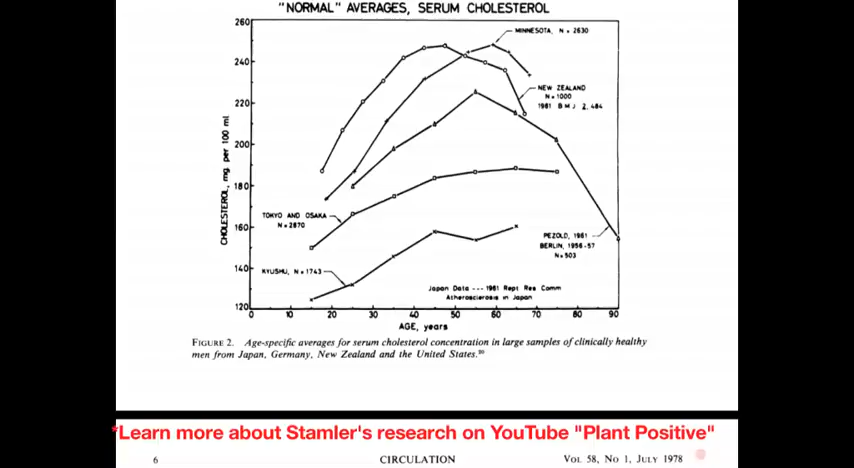 "NORMAL" AVERAGES, SERUM CHOLESTEROL
260
240
220
200
180
160
140
120
CHOLESTEROL, mg per 100 ml
MINNESOTA, N = 2630
NEW ZEALAND
N=1000
1961 B M J 2, 484
TOKYO AND OSAKA
N=2870
PEZOLD, 1961
BERLIN, 1956-57
N=503
KYUSHU, N=1743
Japan Data --- 1961 Rept Res Comm
Atherosclerosis in Japan
0 10 20 30 40 50 60 70 80 90
AGE, years
FIGURE 2. Age-specific averages for serum cholesterol concentration in large samples of clinically healthy
men from Japan, Germany, New Zealand and the United States.
*Learn more about Stamler's research on YouTube "Plant Positive"
6 CIRCULATION VOL 58, NO 1, JULY 1978